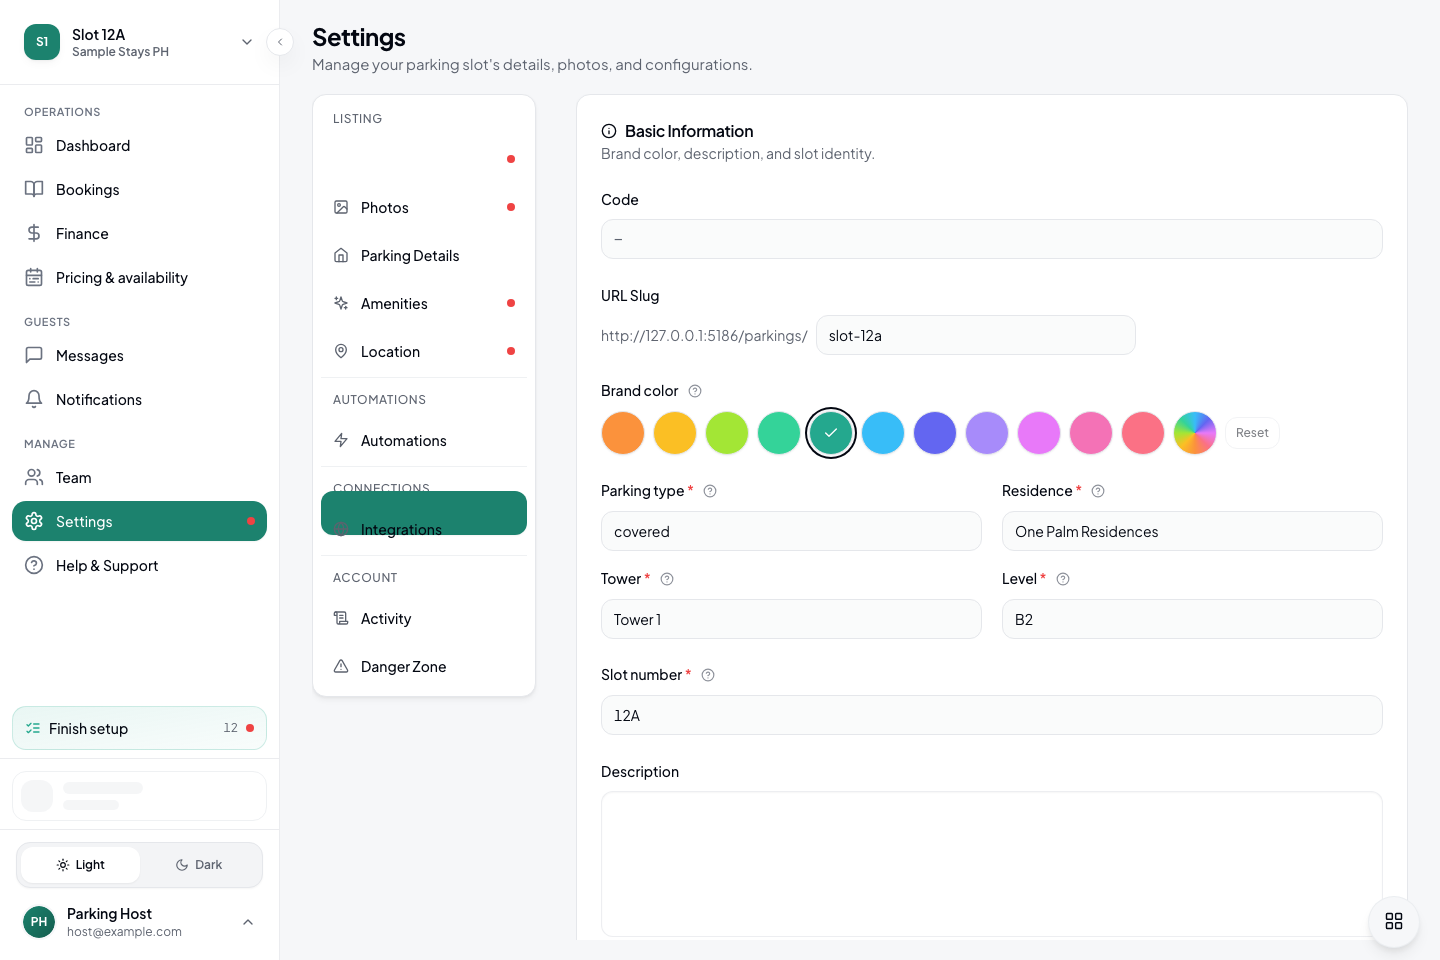 S1
Slot 12A
Sample Stays PH
OPERATIONS
Dashboard
Bookings
Finance
Pricing & availability
GUESTS
Messages
Notifications
MANAGE
Team
Settings
Help & Support
Finish setup 12
Light Dark
PH
Parking Host
host@example.com
Settings
Manage your parking slot's details, photos, and configurations.
LISTING
Photos
Parking Details
Amenities
Location
AUTOMATIONS
Automations
CONNECTIONS
Integrations
ACCOUNT
Activity
Danger Zone
Basic Information
Brand color, description, and slot identity.
Code
—
URL Slug
http://127.0.0.1:5186/parkings/ slot-12a
Brand color
Reset
Parking type * Residence *
covered One Palm Residences
Tower * Level *
Tower 1 B2
Slot number *
12A
Description